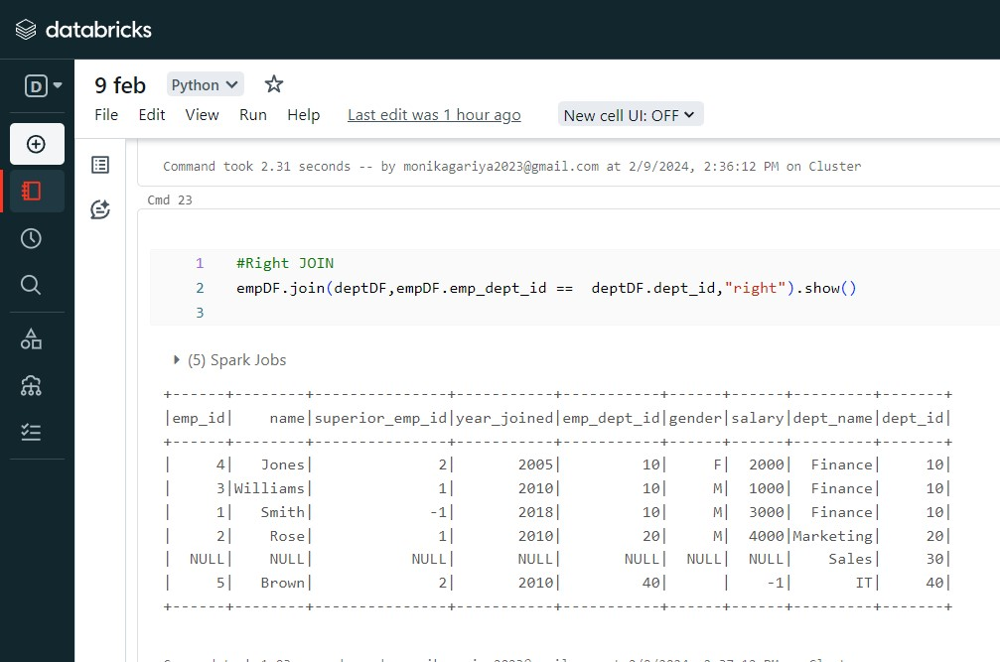 databricks
D
9 feb Python
File Edit View Run Help Last edit was 1 hour ago New cell UI: OFF
Command took 2.31 seconds -- by monikagariya2023@gmail.com at 2/9/2024, 2:36:12 PM on Cluster
Cmd 23
1 #Right JOIN
2 empDF.join(deptDF,empDF.emp_dept_id ==  deptDF.dept_id,"right").show()
3
(5) Spark Jobs
+------+--------+---------------+-----------+-----------+------+------+---------+-------+
|emp_id|    name|superior_emp_id|year_joined|emp_dept_id|gender|salary|dept_name|dept_id|
+------+--------+---------------+-----------+-----------+------+------+---------+-------+
|     4|   Jones|              2|       2005|         10|     F|  2000|  Finance|     10|
|     3|Williams|              1|       2010|         10|     M|  1000|  Finance|     10|
|     1|   Smith|             -1|       2018|         10|     M|  3000|  Finance|     10|
|     2|    Rose|              1|       2010|         20|     M|  4000|Marketing|     20|
|  NULL|    NULL|           NULL|       NULL|       NULL|  NULL|  NULL|    Sales|     30|
|     5|   Brown|              2|       2010|         40|      |    -1|       IT|     40|
+------+--------+---------------+-----------+-----------+------+------+---------+-------+